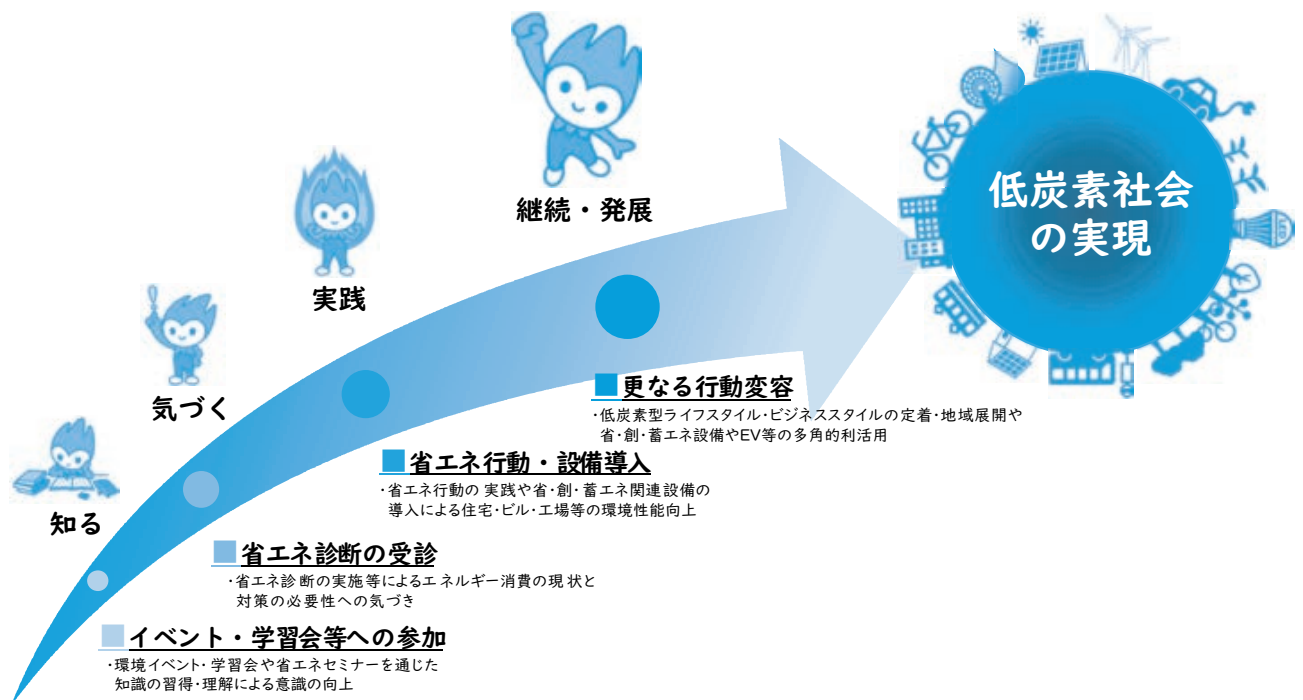 継続・発展
低炭素社会
の実現
実践
気づく
知る
■更なる行動変容
・低炭素型ライフスタイル・ビジネススタイルの定着・地域展開や
省・創・蓄エネ設備やEV等の多角的利活用
■省エネ行動・設備導入
・省エネ行動の実践や省・創・蓄エネ関連設備の
導入による住宅・ビル・工場等の環境性能向上
■省エネ診断の受診
・省エネ診断の実施等によるエネルギー消費の現状と
対策の必要性への気づき
■イベント・学習会等への参加
・環境イベント・学習会や省エネセミナーを通じた
知識の習得・理解による意識の向上